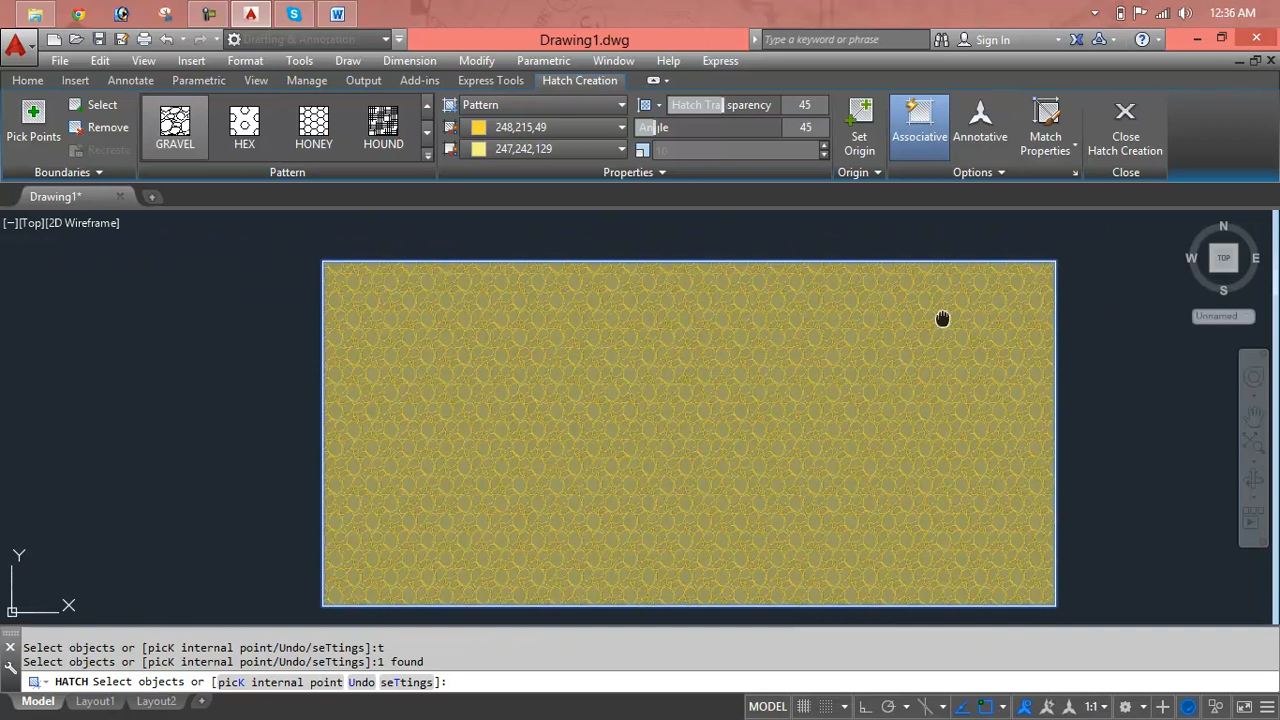 12:36 AM
Drafting & Annotation
Drawing1.dwg
Type a keyword or phrase
Sign In
File Edit View Insert Format Tools Draw Dimension Modify Parametric Window Help Express
Home Insert Annotate Parametric View Manage Output Add-ins Express Tools Hatch Creation
Pick Points
Select
Remove
Recreate
Boundaries
GRAVEL HEX HONEY HOUND
Pattern
Pattern
248,215,49
247,242,129
Hatch Transparency 45
Angle 45
10
Properties
Set Origin
Origin
Associative
Annotative
Match Properties
Options
Close Hatch Creation
Close
Drawing1*
[−][Top][2D Wireframe]
N
W TOP E
S
Unnamed
Y
X
Select objects or [picK internal point/Undo/seTtings]:t
Select objects or [picK internal point/Undo/seTtings]:1 found
HATCH Select objects or [picK internal point Undo seTtings]:
Model Layout1 Layout2
MODEL
1:1